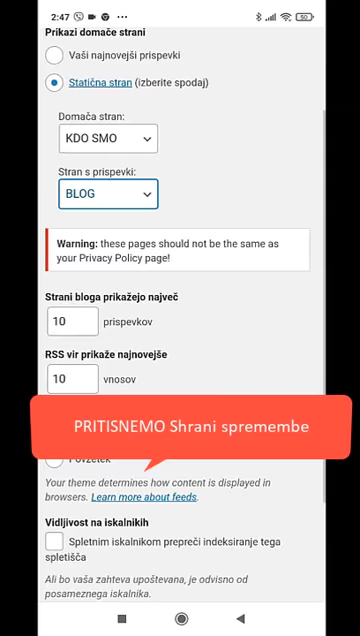 2:47
50
Prikazi domače strani
Vaši najnovejši prispevki
Statična stran (izberite spodaj)
Domača stran:
KDO SMO
Stran s prispevki:
BLOG
Warning: these pages should not be the same as
your Privacy Policy page!
Strani bloga prikažejo največ
10 prispevkov
RSS vir prikaže najnovejše
10 vnosov
PRITISNEMO Shrani spremembe
Povzetek
Your theme determines how content is displayed in
browsers. Learn more about feeds.
Vidljivost na iskalnikih
Spletnim iskalnikom prepreči indeksiranje tega
spletišča
Ali bo vaša zahteva upoštevana, je odvisno od
posameznega iskalnika.